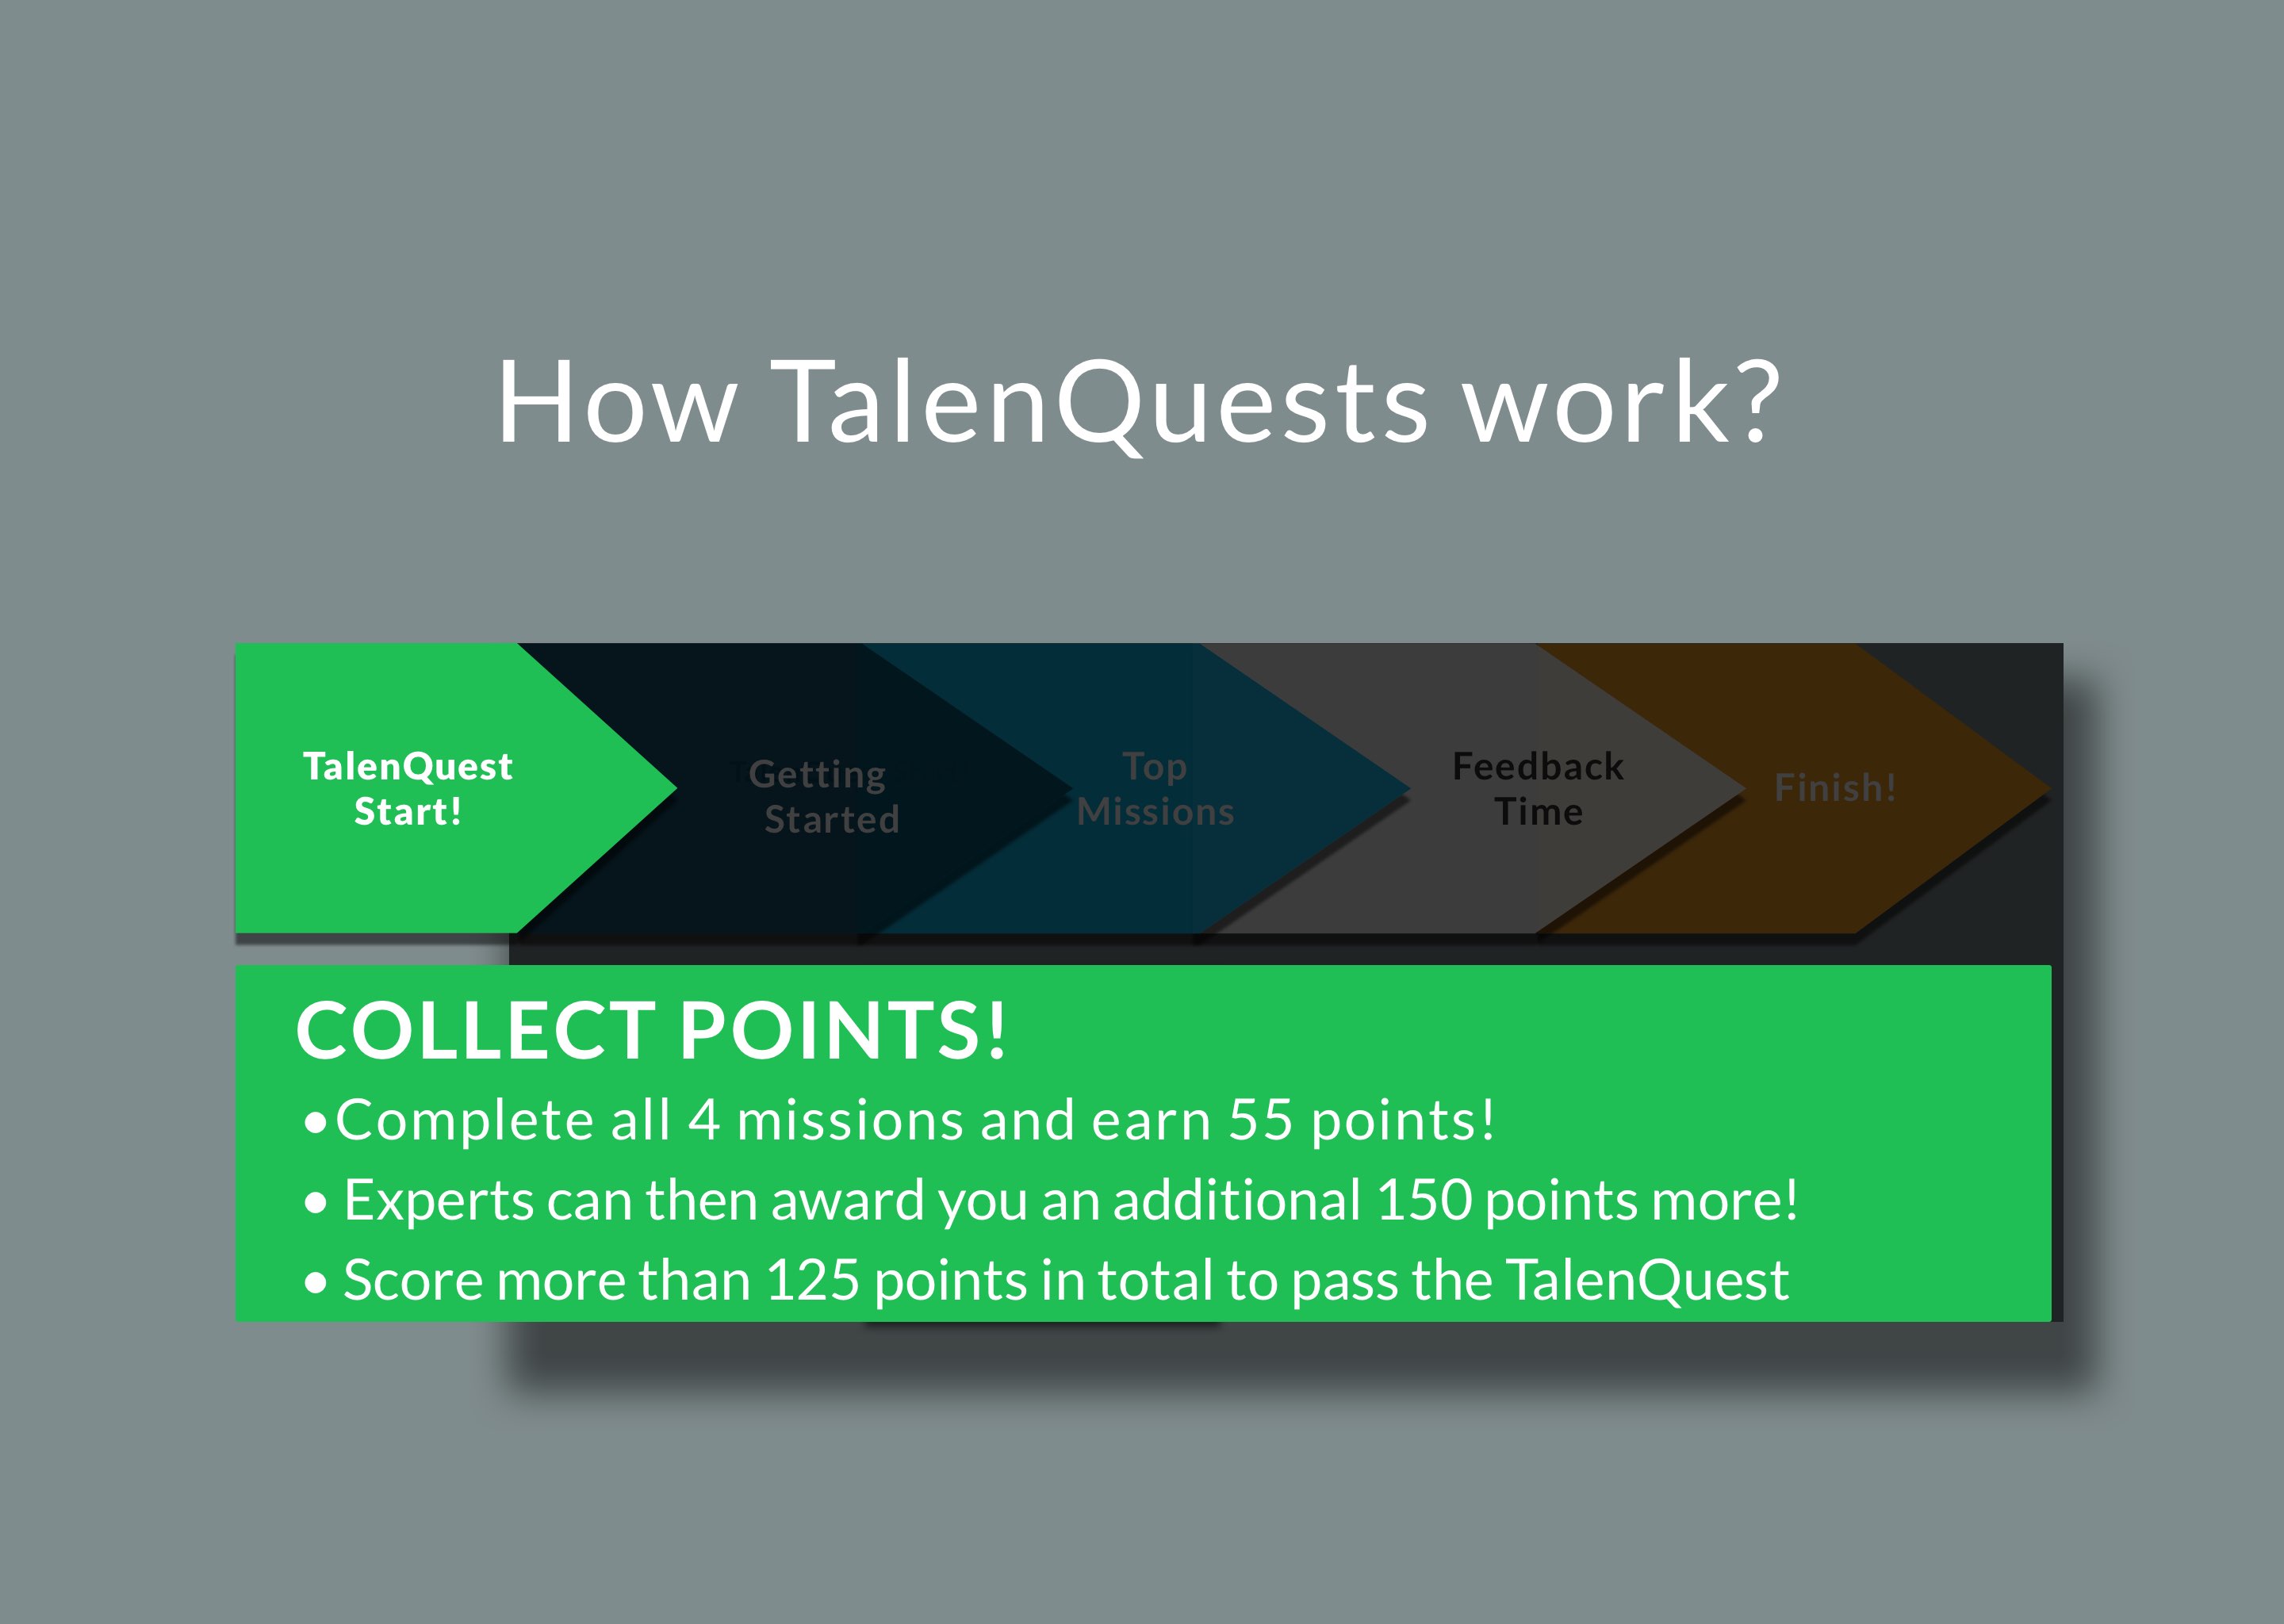 How TalenQuests work?
TalenQuest
Start!
Getting
Started
Top
Missions
Feedback
Time
Finish!
COLLECT POINTS!
• Complete all 4 missions and earn 55 points!
• Experts can then award you an additional 150 points more!
• Score more than 125 points in total to pass the TalenQuest